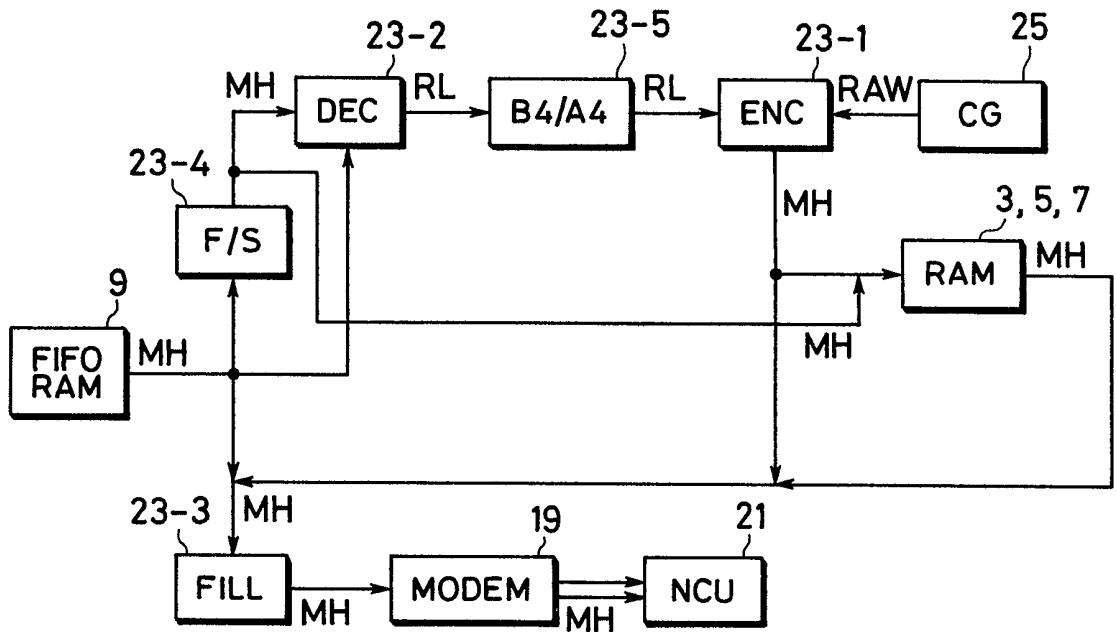 23-2
23-5
23-1
25
MH
DEC
RL
B4/A4
RL
ENC
RAW
CG
23-4
F/S
MH
3, 5, 7
RAM
MH
9
FIFO
RAM
MH
MH
23-3
MH
19
21
FILL
MH
MODEM
MH
NCU